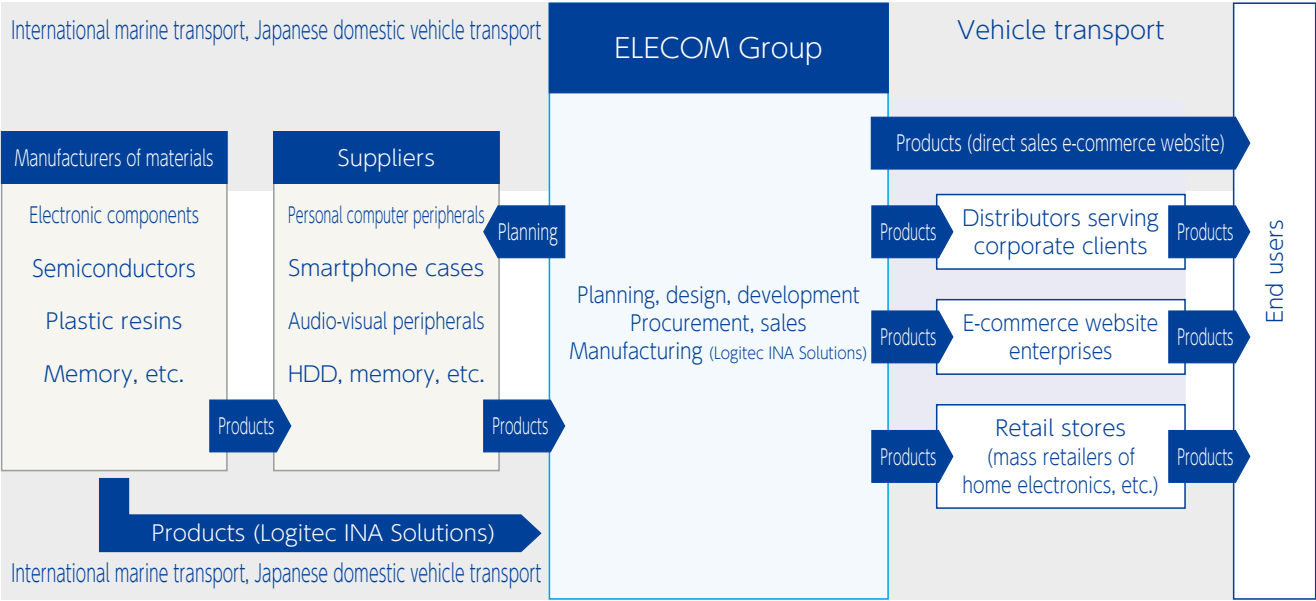 International marine transport, Japanese domestic vehicle transport
ELECOM Group
Vehicle transport
Manufacturers of materials
Electronic components
Semiconductors
Plastic resins
Memory, etc.
Products
Suppliers
Personal computer peripherals
Smartphone cases
Audio-visual peripherals
HDD, memory, etc.
Planning
Products
Products (Logitec INA Solutions)
International marine transport, Japanese domestic vehicle transport
Planning, design, development
Procurement, sales
Manufacturing (Logitec INA Solutions)
Products (direct sales e-commerce website)
Products
Distributors serving
corporate clients
Products
Products
E-commerce website
enterprises
Products
Products
Retail stores
(mass retailers of
home electronics, etc.)
Products
End users